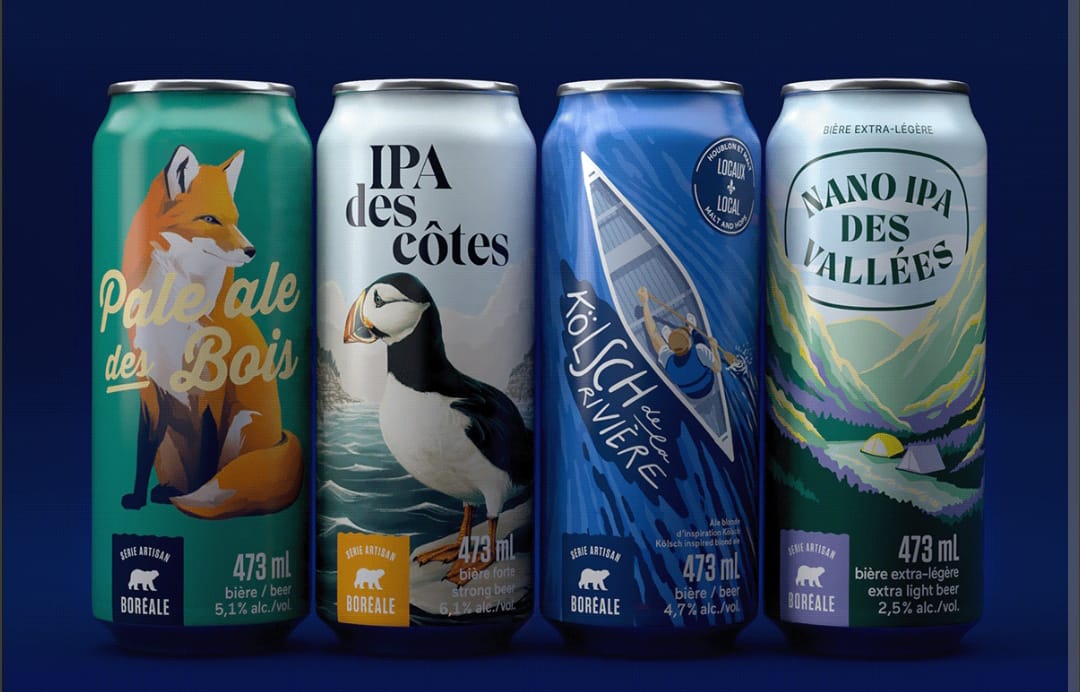 Pale ale
des Bois
SÉRIE ARTISAN
BORÉALE
473 mL
bière / beer
5,1% alc./vol.
IPA
des
côtes
SÉRIE ARTISAN
BORÉALE
473 mL
bière forte
strong beer
6,1% alc./vol.
HOUBLON ET MALT
LOCAUX
LOCAL
MALT AND HOPS
KÖLSCH
de la
RIVIÈRE
Ale blonde
d'inspiration Kölsch
Kölsch inspired blond ale
SÉRIE ARTISAN
BORÉALE
473 mL
bière / beer
4,7% alc./vol.
BIÈRE EXTRA-LÉGÈRE
NANO IPA
DES
VALLÉES
SÉRIE ARTISAN
BORÉALE
473 mL
bière extra-légère
extra light beer
2,5% alc./vol.